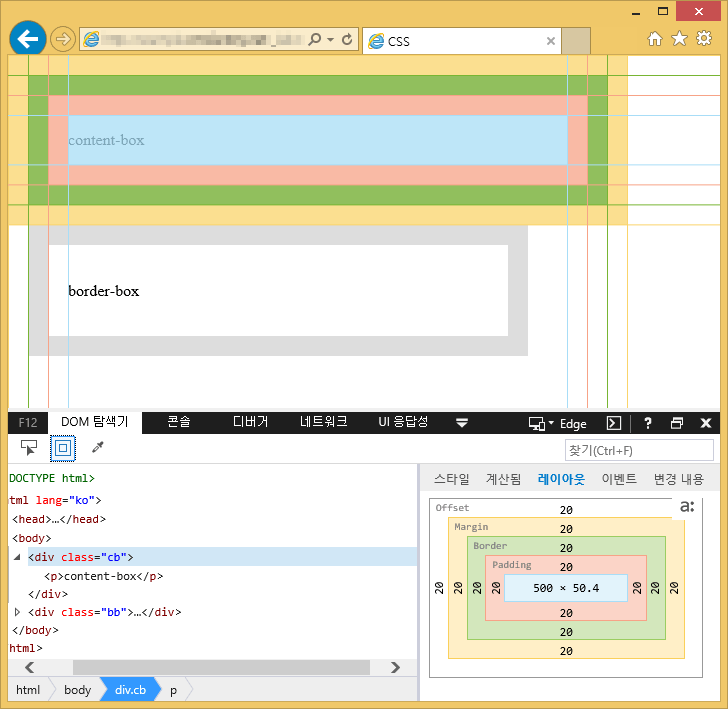 CSS
content-box
border-box
F12 DOM 탐색기 콘솔 디버거 네트워크 UI 응답성 Edge
찾기(Ctrl+F)
DOCTYPE html>
tml lang="ko">
<head>…</head>
<body>
<div class="cb">
<p>content-box</p>
</div>
<div class="bb">…</div>
</body>
html>
html body div.cb p
스타일 계산됨 레이아웃 이벤트 변경 내용
a:
Offset 20
Margin 20
Border 20
Padding 20
20 20 20 20 500 × 50.4 20 20 20
20
20
20